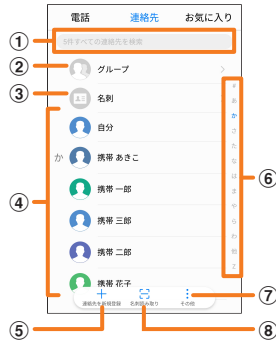 電話 連絡先 お気に入り
① 5件すべての連絡先を検索
② グループ
③ 名刺
自分
か 携帯 あきこ
④ 携帯 一郎
携帯 三郎
携帯 二郎
携帯 花子
#
あ
か
さ
た
な
は
ま
や
ら
わ
他
Z
⑥
連絡先を新規登録 名刺読み取り その他
⑦
⑤ ⑧